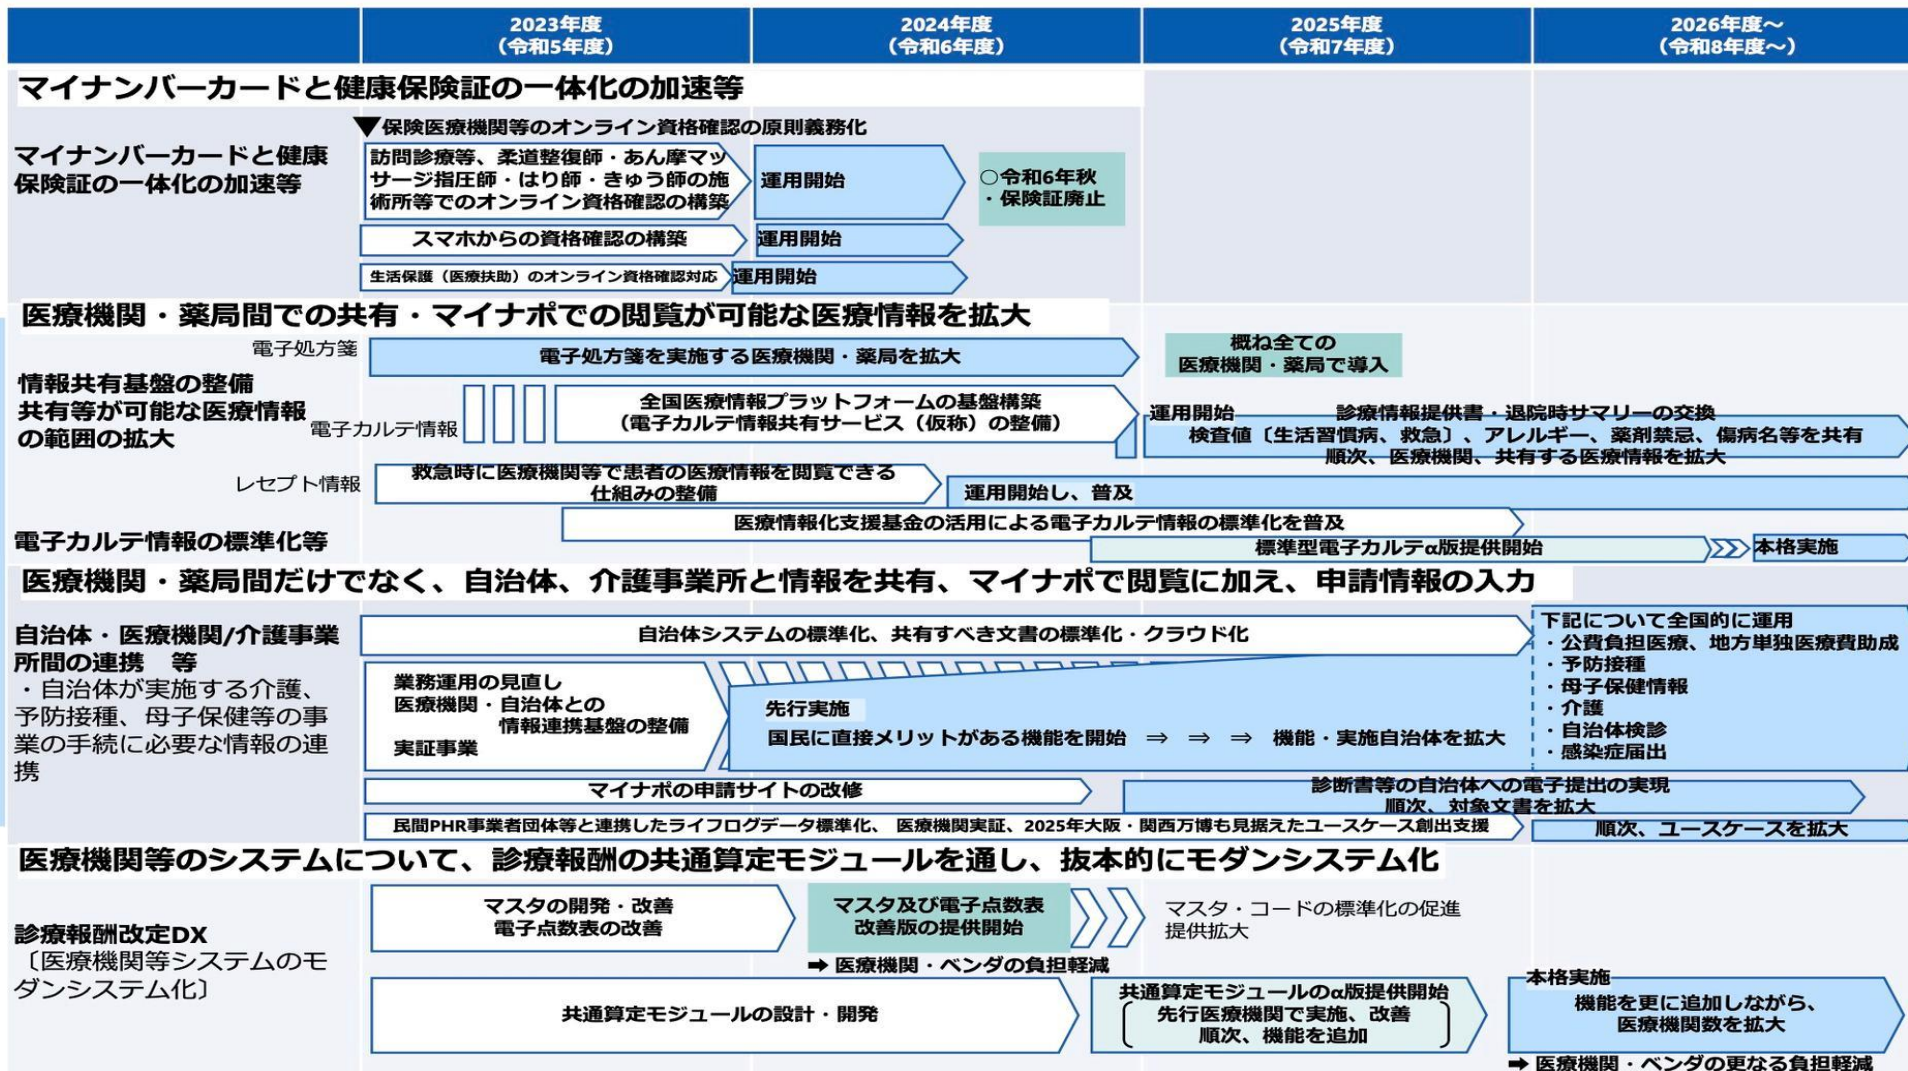 2023年度
（令和5年度）
2024年度
（令和6年度）
2025年度
（令和7年度）
2026年度～
（令和8年度～）
マイナンバーカードと健康保険証の一体化の加速等
マイナンバーカードと健康
保険証の一体化の加速等
▼保険医療機関等のオンライン資格確認の原則義務化
訪問診療等、柔道整復師・あん摩マッ
サージ指圧師・はり師・きゅう師の施
術所等でのオンライン資格確認の構築
運用開始
○令和6年秋
・保険証廃止
スマホからの資格確認の構築
運用開始
生活保護（医療扶助）のオンライン資格確認対応
運用開始
医療機関・薬局間での共有・マイナポでの閲覧が可能な医療情報を拡大
情報共有基盤の整備
共有等が可能な医療情報
の範囲の拡大
電子処方箋
電子処方箋を実施する医療機関・薬局を拡大
概ね全ての
医療機関・薬局で導入
電子カルテ情報
全国医療情報プラットフォームの基盤構築
（電子カルテ情報共有サービス（仮称）の整備）
運用開始
診療情報提供書・退院時サマリーの交換
検査値〔生活習慣病、救急〕、アレルギー、薬剤禁忌、傷病名等を共有
順次、医療機関、共有する医療情報を拡大
レセプト情報
救急時に医療機関等で患者の医療情報を閲覧できる
仕組みの整備
運用開始し、普及
電子カルテ情報の標準化等
医療情報化支援基金の活用による電子カルテ情報の標準化を普及
標準型電子カルテα版提供開始
本格実施
医療機関・薬局間だけでなく、自治体、介護事業所と情報を共有、マイナポで閲覧に加え、申請情報の入力
自治体・医療機関/介護事業
所間の連携　等
・自治体が実施する介護、
予防接種、母子保健等の事
業の手続に必要な情報の連
携
自治体システムの標準化、共有すべき文書の標準化・クラウド化
業務運用の見直し
医療機関・自治体との
情報連携基盤の整備
実証事業
先行実施
国民に直接メリットがある機能を開始　⇒　⇒　⇒　機能・実施自治体を拡大
下記について全国的に運用
・公費負担医療、地方単独医療費助成
・予防接種
・母子保健情報
・介護
・自治体検診
・感染症届出
マイナポの申請サイトの改修
診断書等の自治体への電子提出の実現
順次、対象文書を拡大
民間PHR事業者団体等と連携したライフログデータ標準化、 医療機関実証、2025年大阪・関西万博も見据えたユースケース創出支援
順次、ユースケースを拡大
医療機関等のシステムについて、診療報酬の共通算定モジュールを通し、抜本的にモダンシステム化
診療報酬改定DX
〔医療機関等システムのモ
ダンシステム化〕
マスタの開発・改善
電子点数表の改善
マスタ及び電子点数表
改善版の提供開始
マスタ・コードの標準化の促進
提供拡大
➡ 医療機関・ベンダの負担軽減
共通算定モジュールの設計・開発
共通算定モジュールのα版提供開始
先行医療機関で実施、改善
順次、機能を追加
本格実施
機能を更に追加しながら、
医療機関数を拡大
➡ 医療機関・ベンダの更なる負担軽減